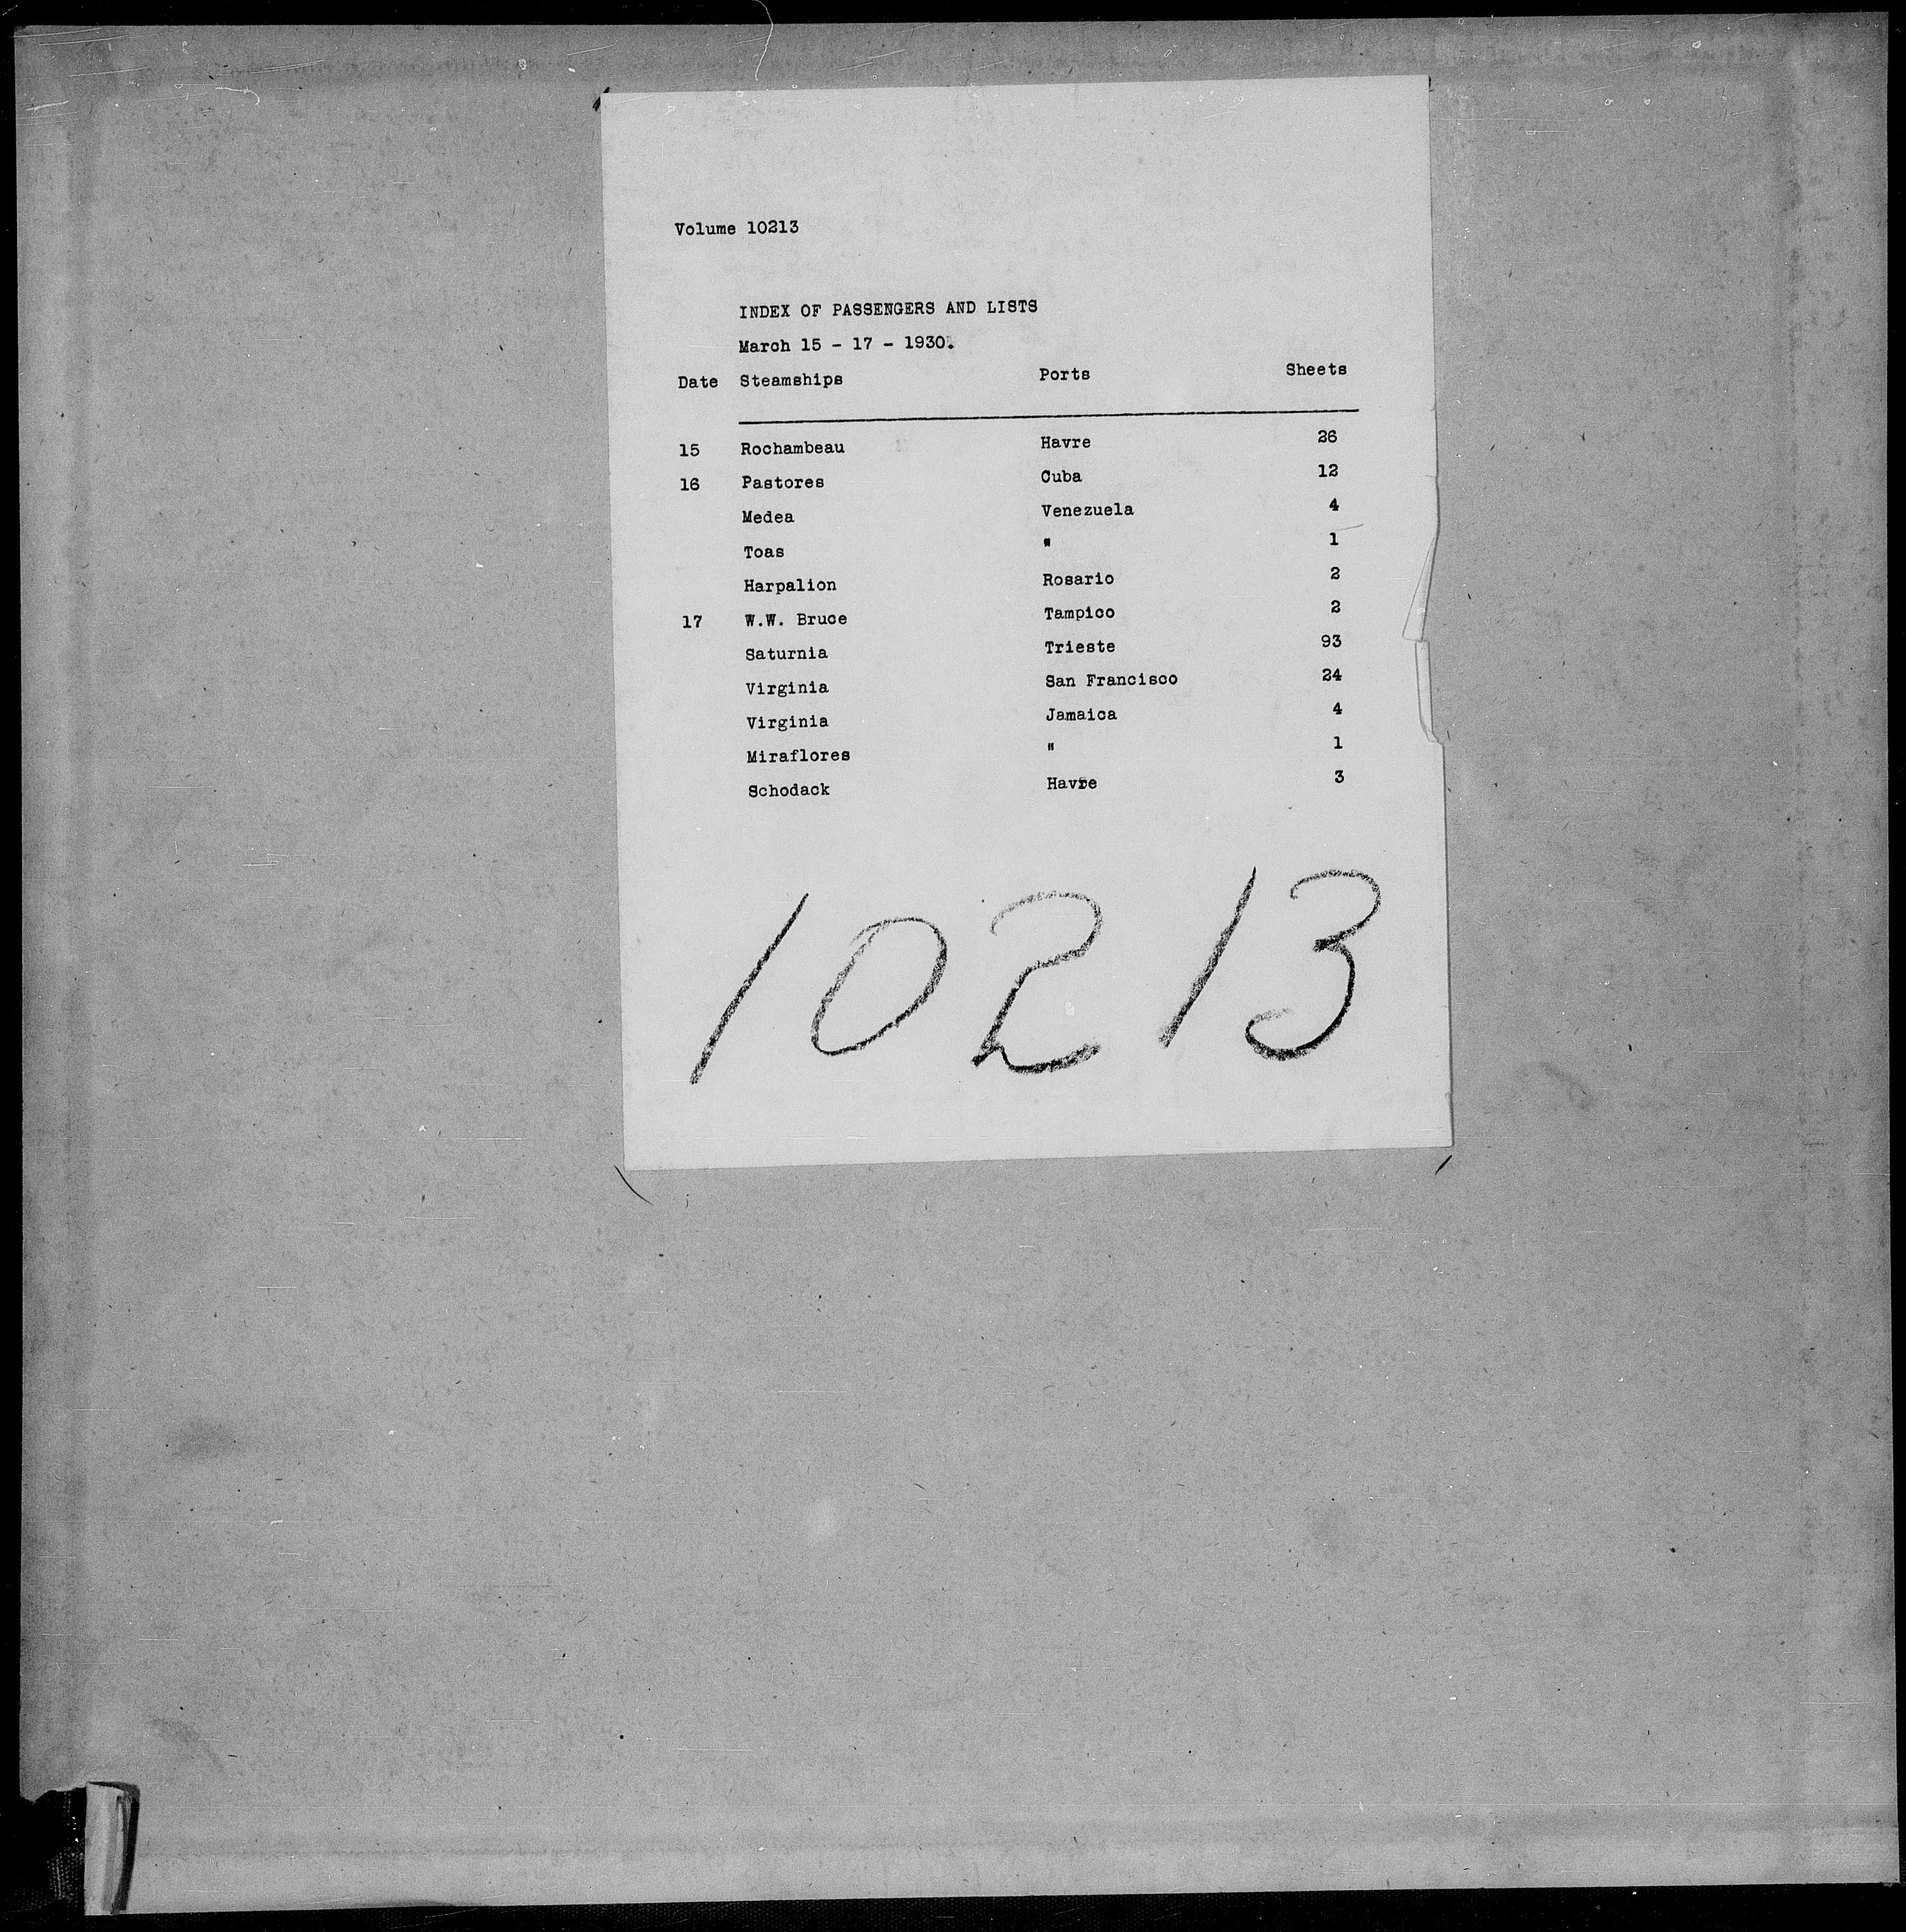 Volume 10213
INDEX OF PASSENGERS AND LISTS
March 15 - 17 - 1930.
Date Steamships Ports Sheets
15 Rochambeau Havre 26
16 Pastores Cuba 12
Medea Venezuela 4
Toas " 1
Harpalion Rosario 2
17 W.W. Bruce Tampico 2
Saturnia Trieste 93
Virginia San Francisco 24
Virginia Jamaica 4
Miraflores " 1
Schodack Havre 3
10213